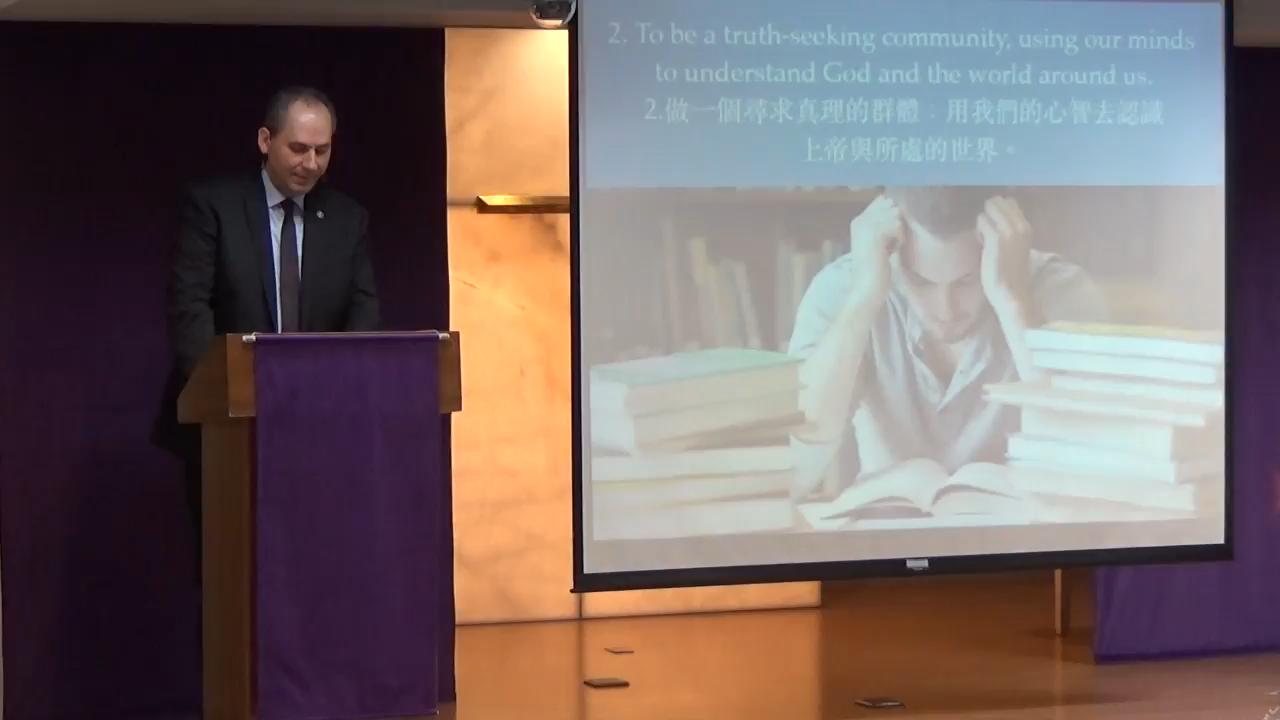 2. To be a truth-seeking community, using our minds
to understand God and the world around us.
2.做一個尋求真理的群體：用我們的心智去認識
上帝與所處的世界。